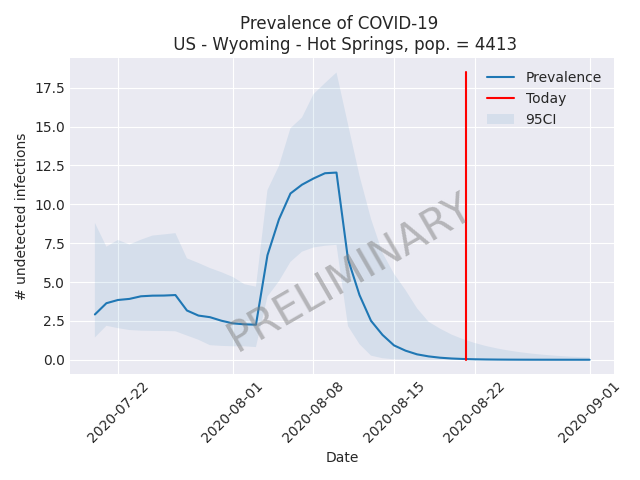 Prevalence of COVID-19
US - Wyoming - Hot Springs, pop. = 4413
Prevalence
Today
95CI
PRELIMINARY
# undetected infections
17.5
15.0
12.5
10.0
7.5
5.0
2.5
0.0
2020-07-22
2020-08-01
2020-08-08
2020-08-15
2020-08-22
2020-09-01
Date